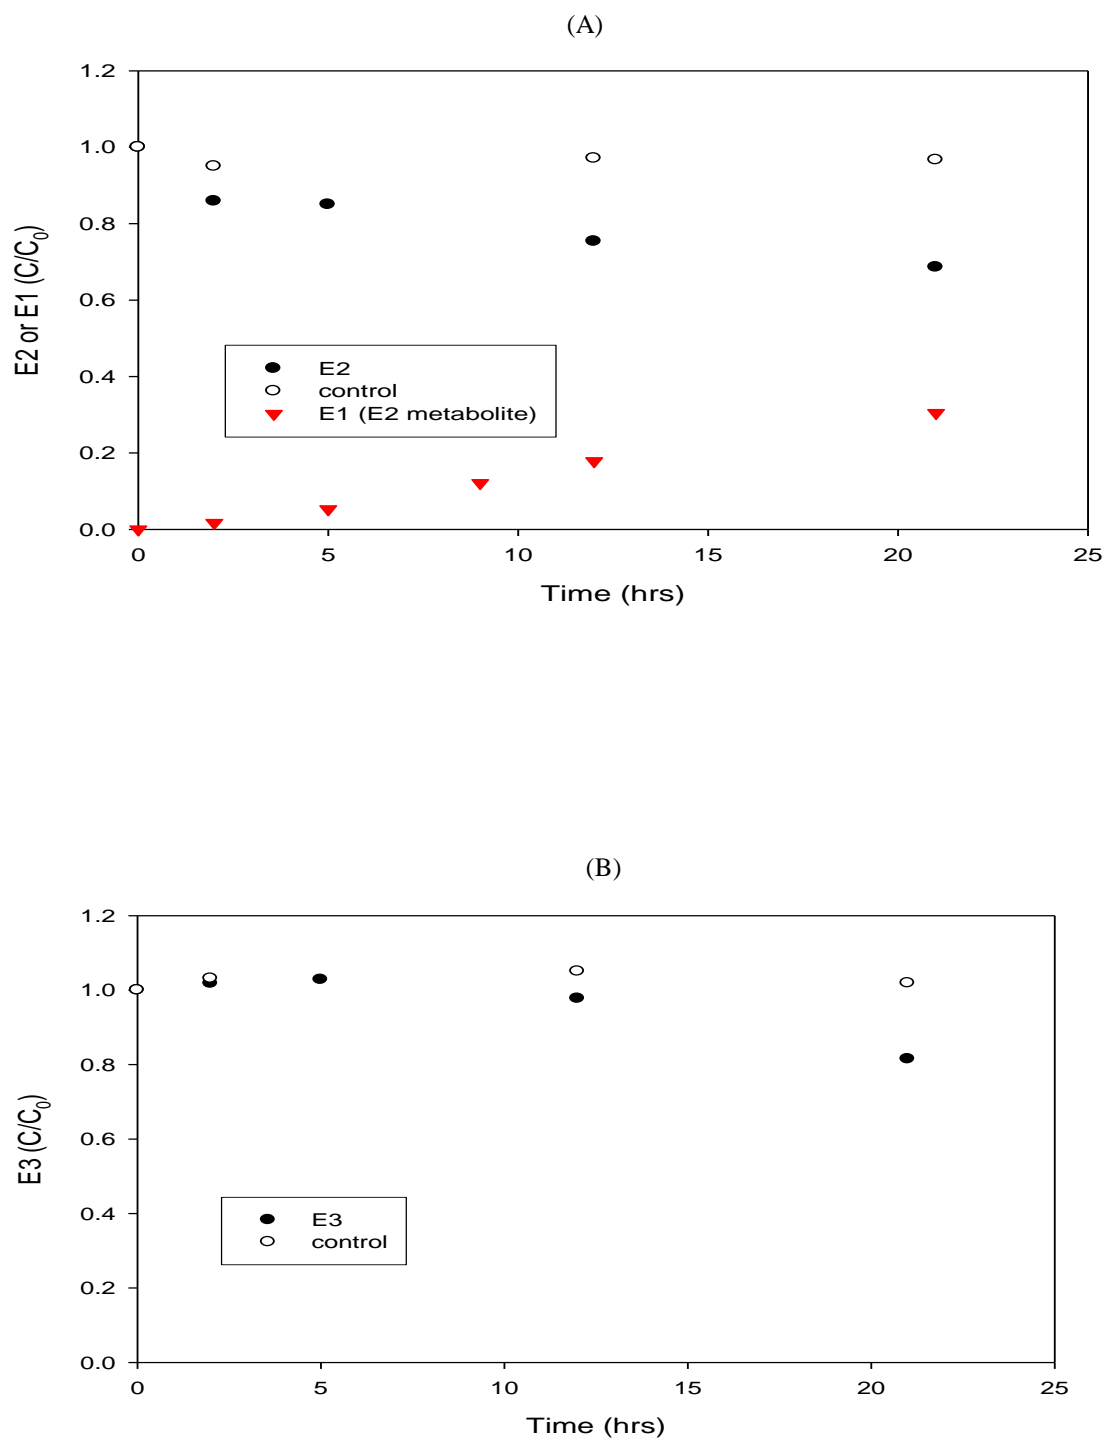 (A)
1.2
1.0
0.8
0.6
0.4
0.2
0.0
E2 or E1 (C/C₀)
E2
control
E1 (E2 metabolite)
0 5 10 15 20 25
Time (hrs)
(B)
1.2
1.0
0.8
0.6
0.4
0.2
0.0
E3 (C/C₀)
E3
control
0 5 10 15 20 25
Time (hrs)